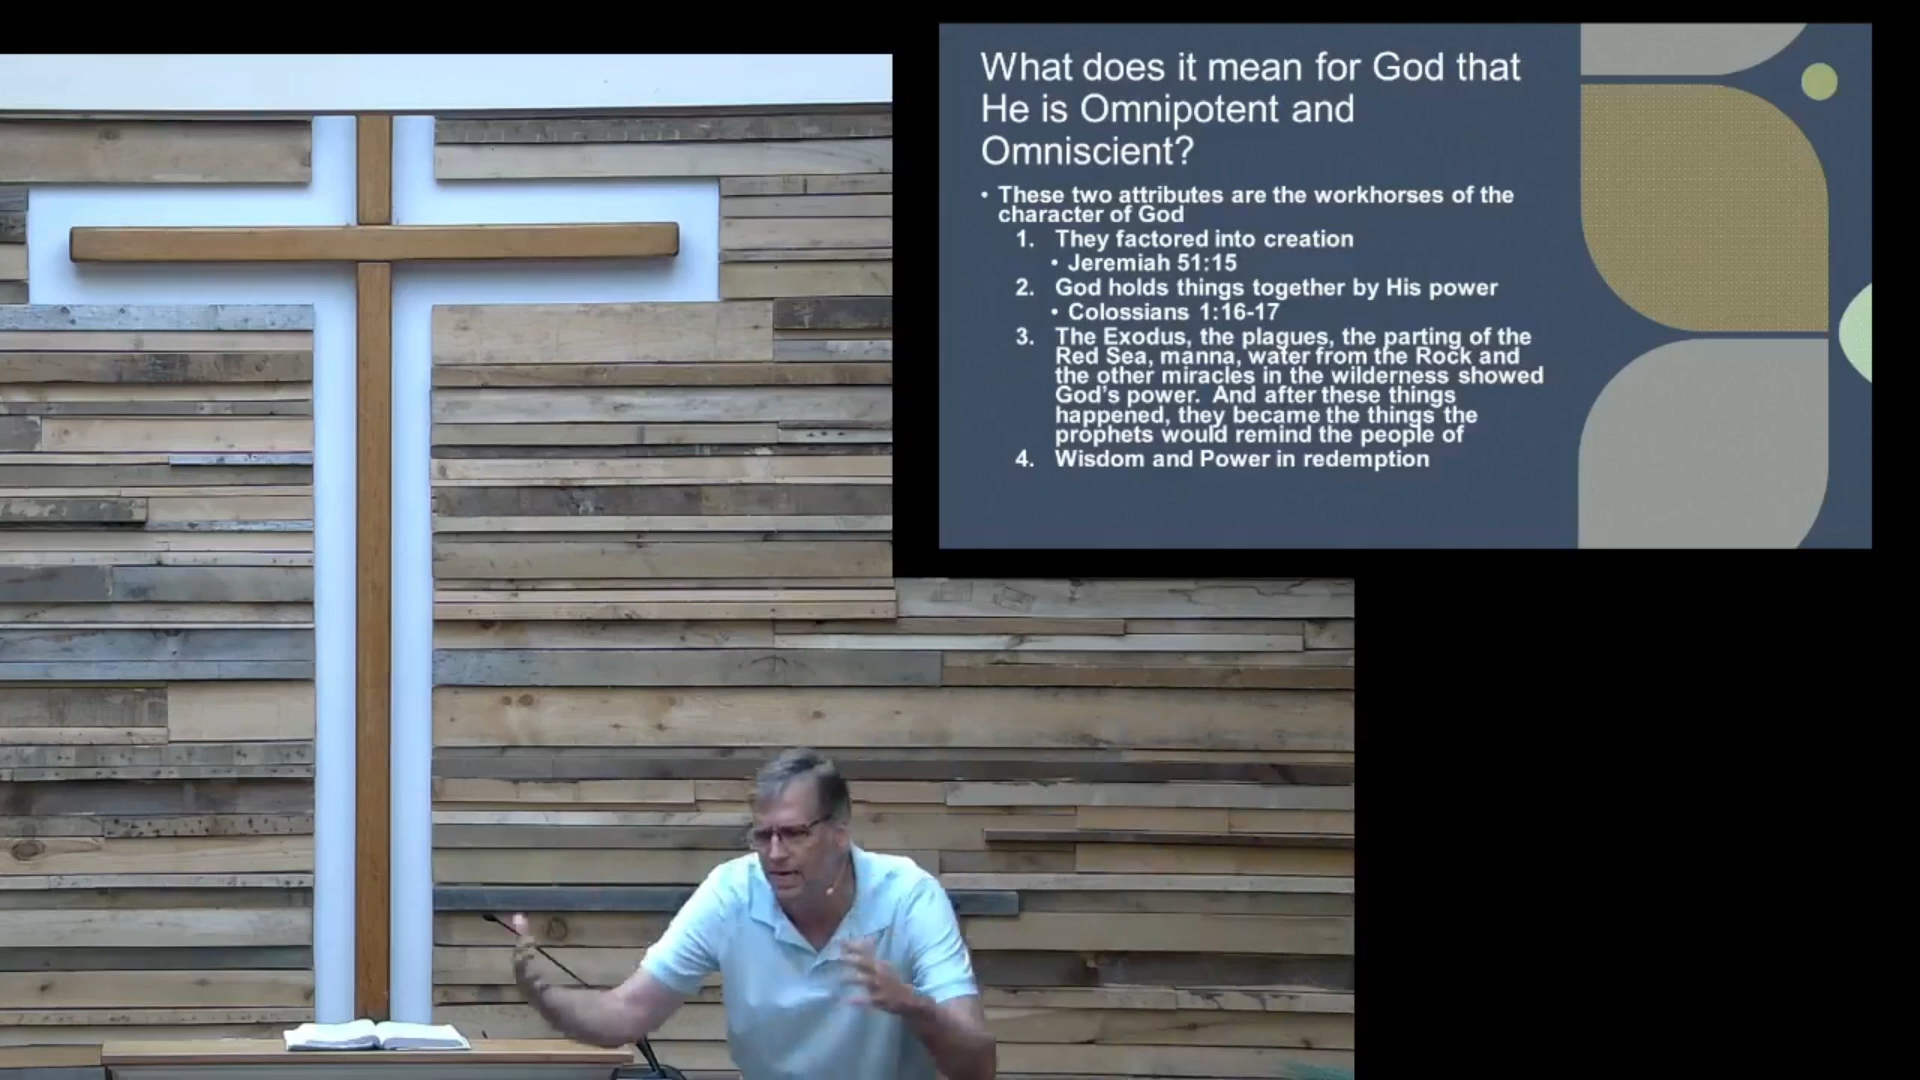 What does it mean for God that
He is Omnipotent and
Omniscient?
• These two attributes are the workhorses of the
character of God
1. They factored into creation
• Jeremiah 51:15
2. God holds things together by His power
• Colossians 1:16-17
3. The Exodus, the plagues, the parting of the
Red Sea, manna, water from the Rock and
the other miracles in the wilderness showed
God's power. And after these things
happened, they became the things the
prophets would remind the people of
4. Wisdom and Power in redemption